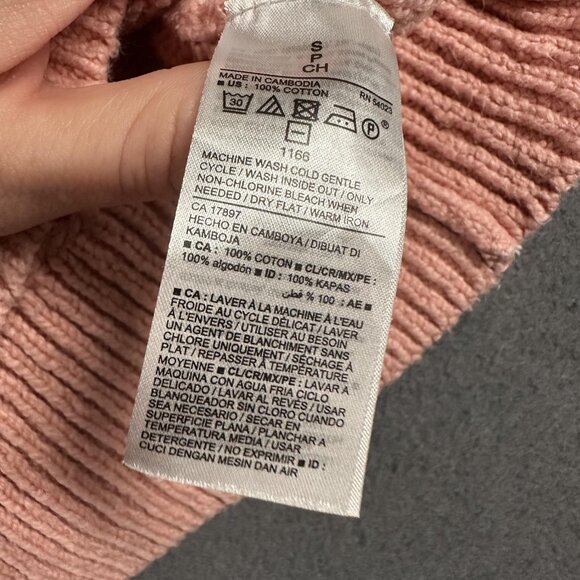 S
P
CH
MADE IN CAMBODIA
RN 54023
■ US : 100% COTTON
30
P
1166
MACHINE WASH COLD GENTLE
CYCLE / WASH INSIDE OUT / ONLY
NON-CHLORINE BLEACH WHEN
NEEDED / DRY FLAT / WARM IRON
CA 17897
HECHO EN CAMBOYA / DIBUAT DI
KAMBOJA
■ CA : 100% COTTON ■ CL/CR/MX/PE :
100% algodón ■ ID : 100% KAPAS
■ AE : 100 % قطن
■ CA : LAVER À LA MACHINE À L'EAU
FROIDE AU CYCLE DÉLICAT / LAVER
À L'ENVERS / UTILISER AU BESOIN
UN AGENT DE BLANCHIMENT SANS
CHLORE UNIQUEMENT / SÉCHAGE À
PLAT / REPASSER À TEMPÉRATURE
MOYENNE ■ CL/CR/MX/PE : LAVAR A
MAQUINA CON AGUA FRIA CICLO
DELICADO / LAVAR AL REVÉS / USAR
BLANQUEADOR SIN CLORO CUANDO
SEA NECESARIO / SECAR EN
SUPERFICIE PLANA / PLANCHAR A
TEMPERATURA MEDIA / USAR
DETERGENTE / NO EXPRIMIR ■ ID :
CUCI DENGAN MESIN DAN AIR